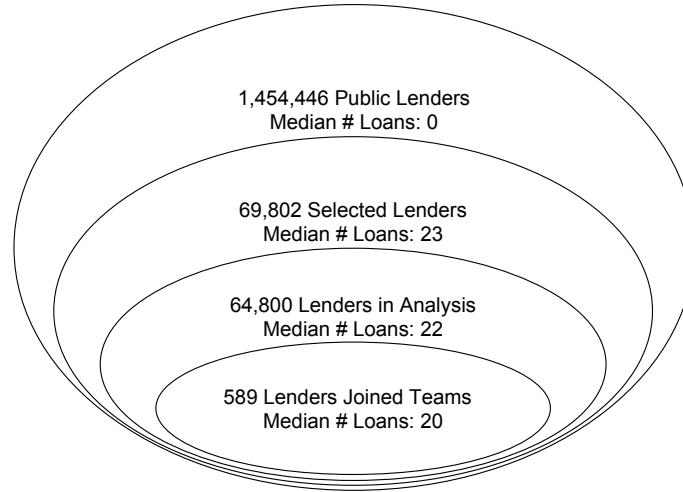 1,454,446 Public Lenders
Median # Loans: 0
69,802 Selected Lenders
Median # Loans: 23
64,800 Lenders in Analysis
Median # Loans: 22
589 Lenders Joined Teams
Median # Loans: 20